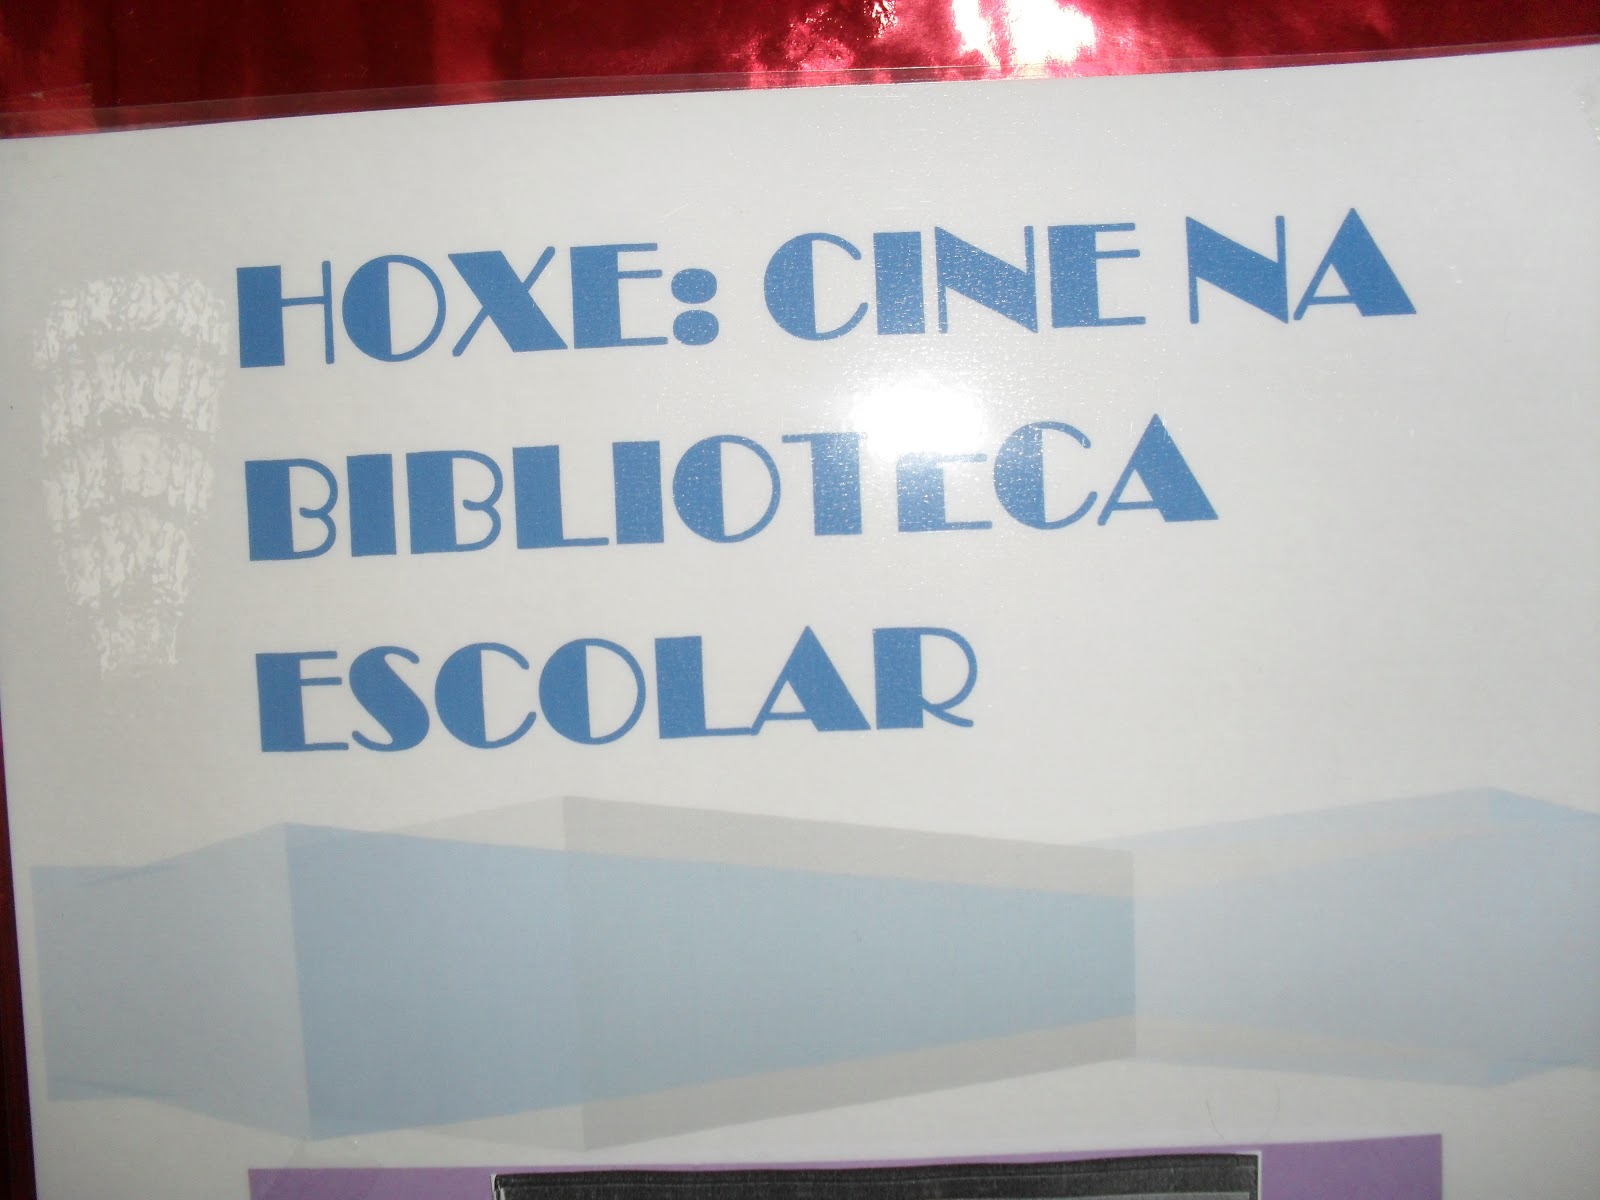 HOXE: CINE NA
BIBLIOTECA
ESCOLAR